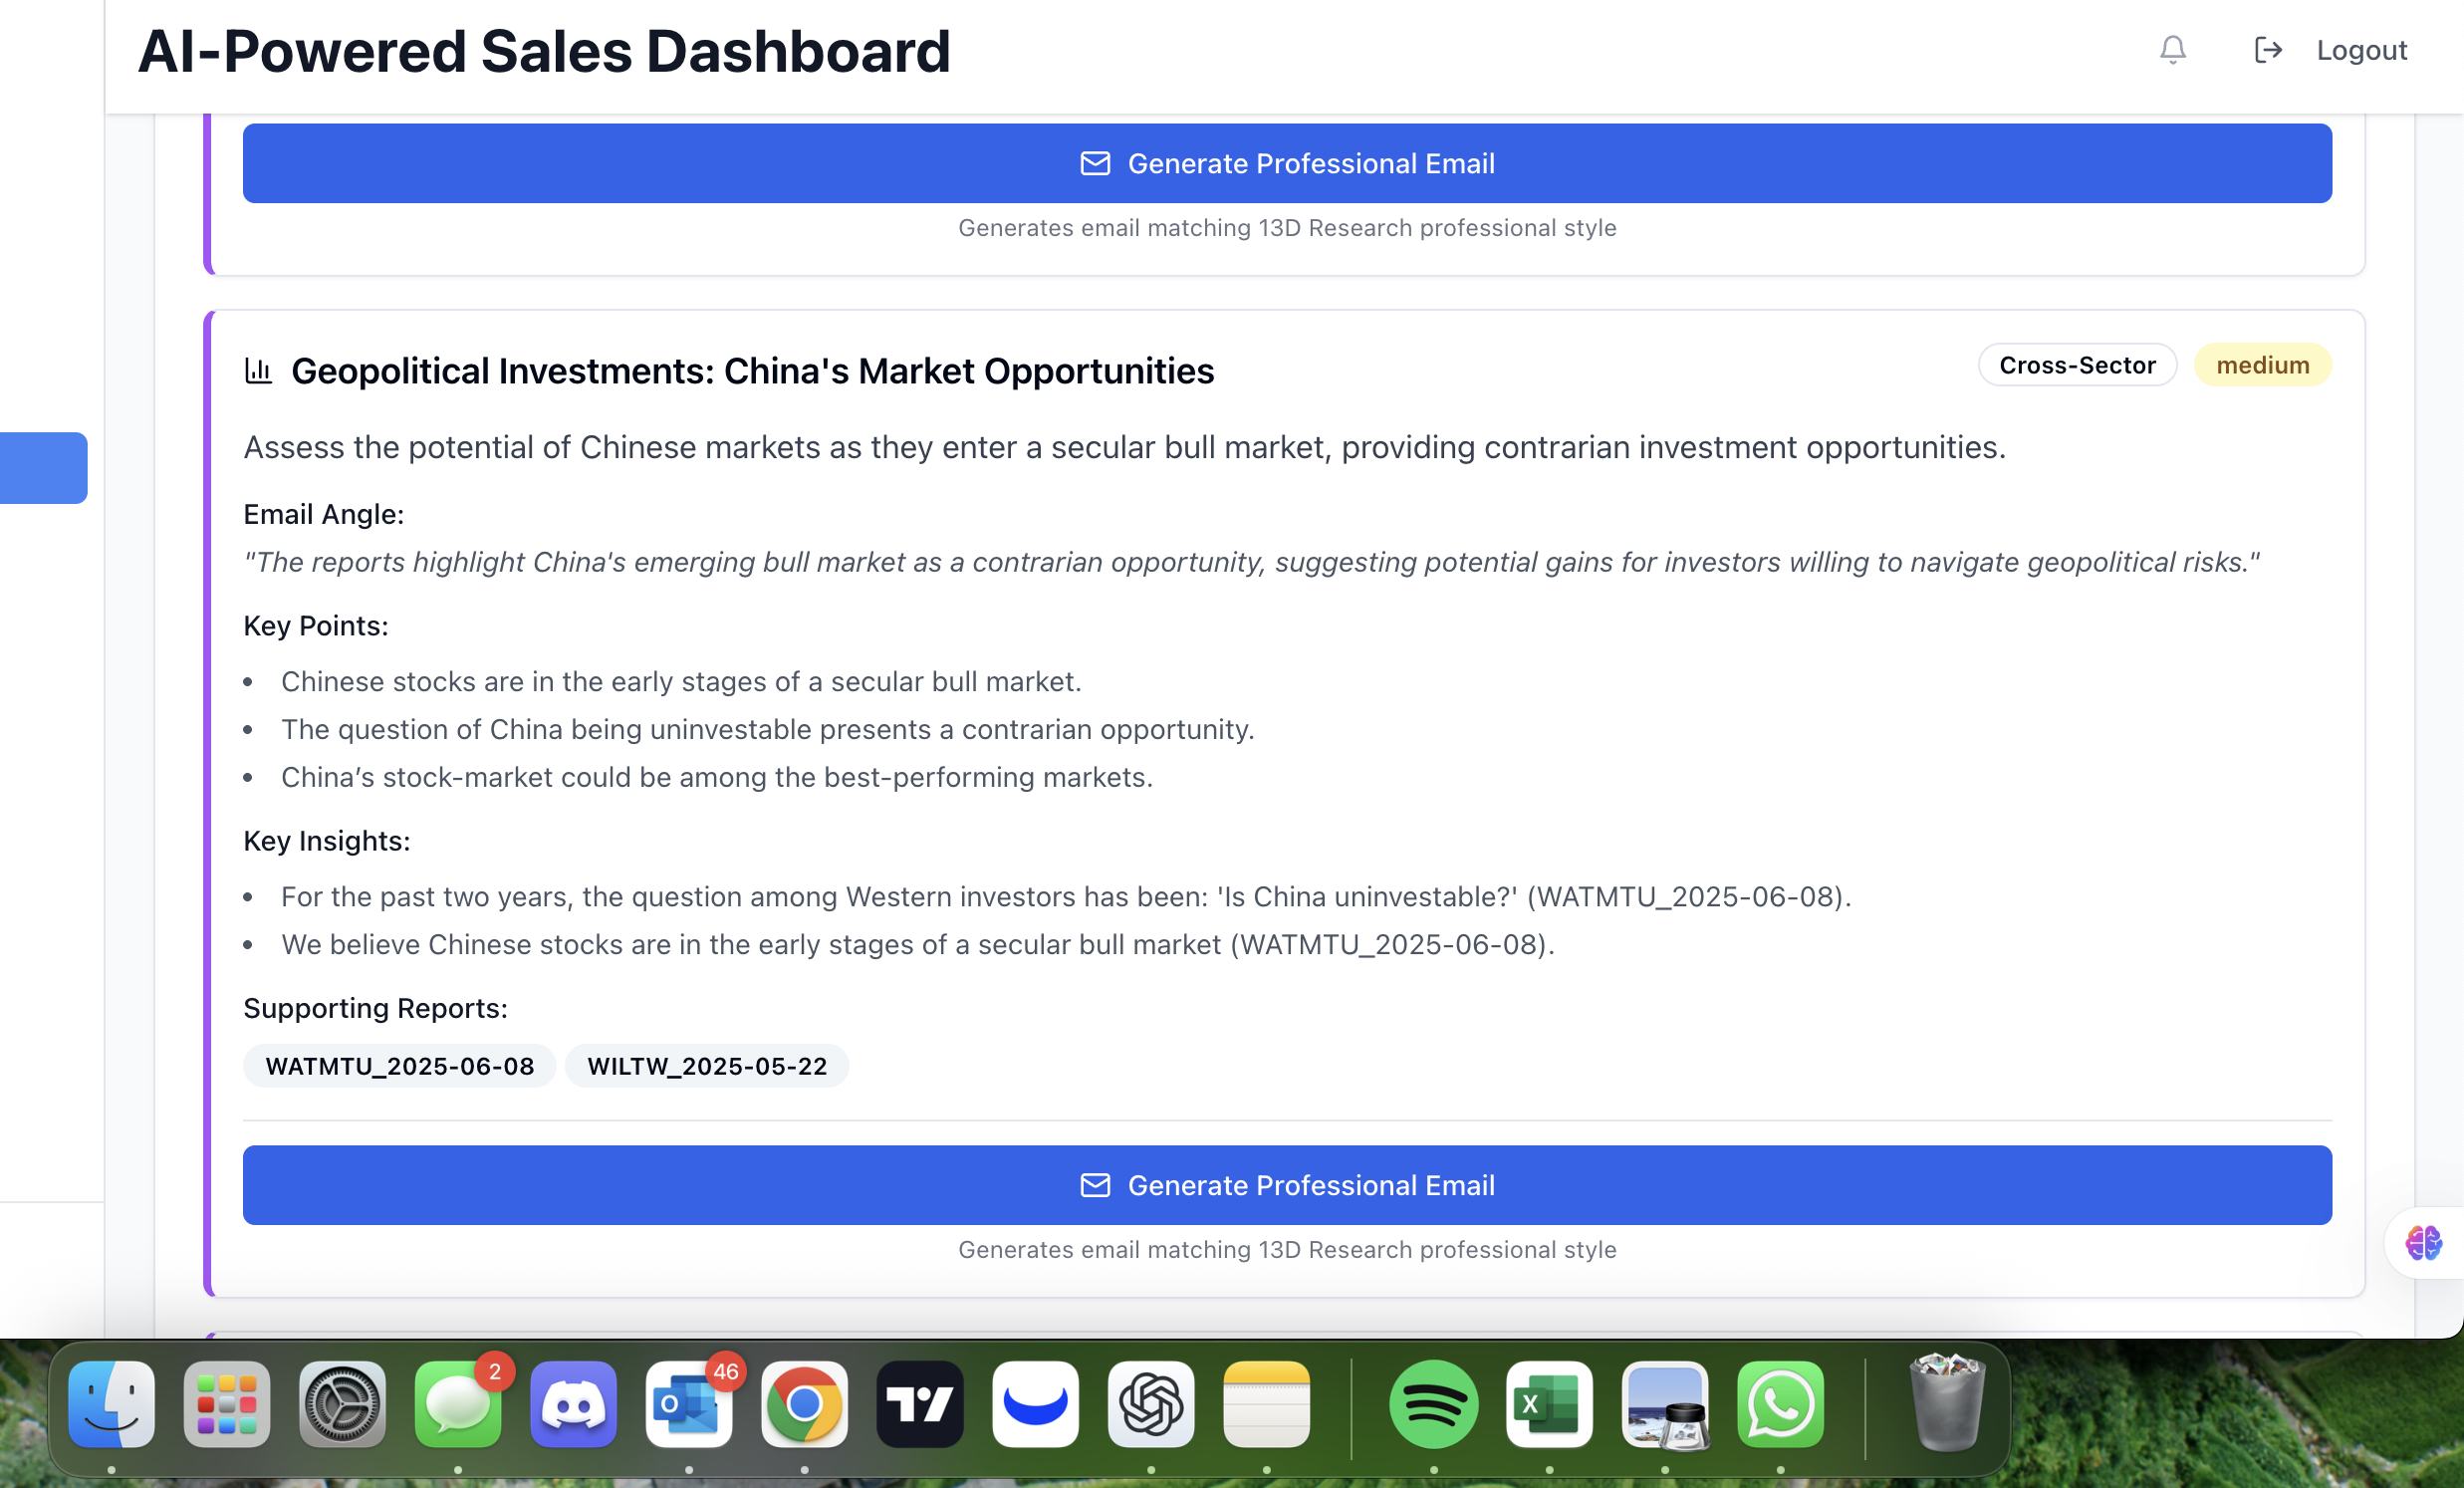 AI-Powered Sales Dashboard
Logout
Generate Professional Email
Generates email matching 13D Research professional style
Geopolitical Investments: China's Market Opportunities
Cross-Sector
medium
Assess the potential of Chinese markets as they enter a secular bull market, providing contrarian investment opportunities.
Email Angle:
"The reports highlight China's emerging bull market as a contrarian opportunity, suggesting potential gains for investors willing to navigate geopolitical risks."
Key Points:
• Chinese stocks are in the early stages of a secular bull market.
• The question of China being uninvestable presents a contrarian opportunity.
• China’s stock-market could be among the best-performing markets.
Key Insights:
• For the past two years, the question among Western investors has been: 'Is China uninvestable?' (WATMTU_2025-06-08).
• We believe Chinese stocks are in the early stages of a secular bull market (WATMTU_2025-06-08).
Supporting Reports:
WATMTU_2025-06-08
WILTW_2025-05-22
Generate Professional Email
Generates email matching 13D Research professional style
2
46